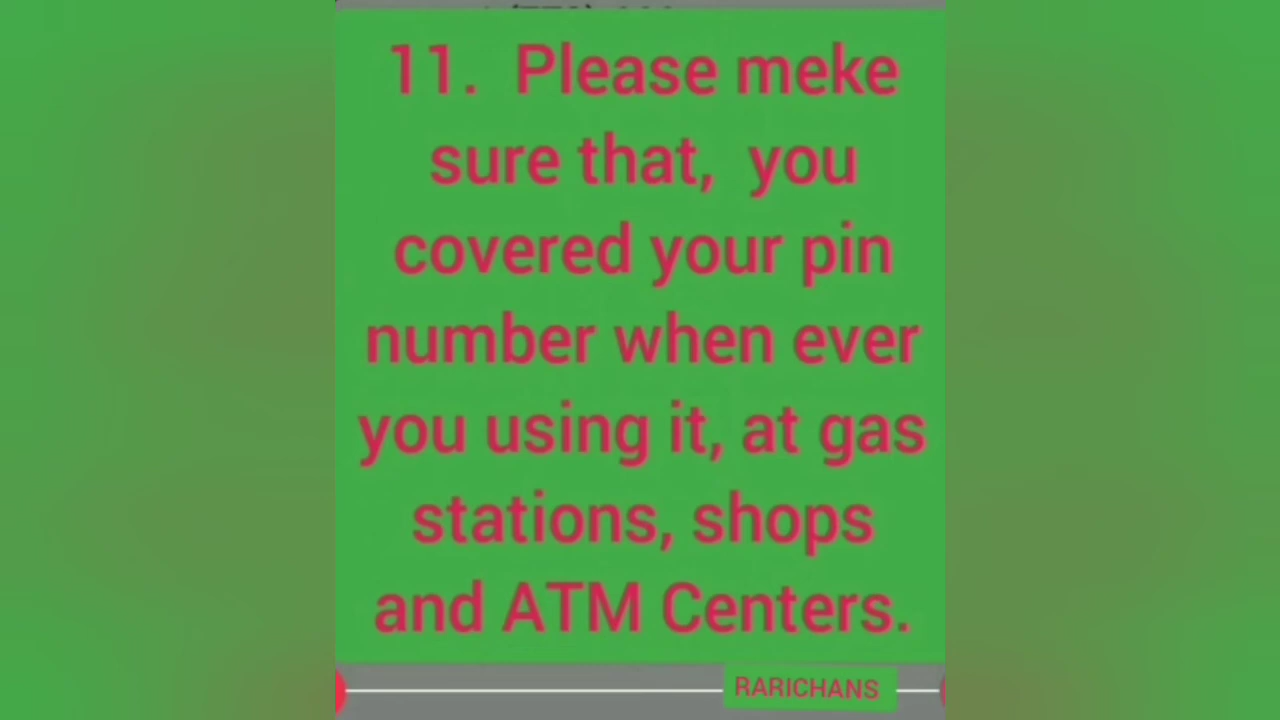 11. Please meke
sure that, you
covered your pin
number when ever
you using it, at gas
stations, shops
and ATM Centers.
RARICHANS